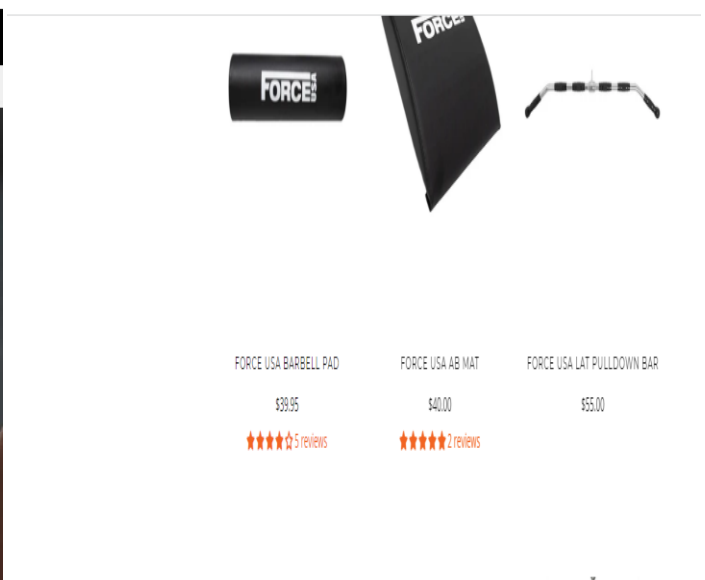 FORCE USA
FORCE
FORCE USA BARBELL PAD
$39.95
5 reviews
FORCE USA AB MAT
$40.00
2 reviews
FORCE USA LAT PULLDOWN BAR
$55.00